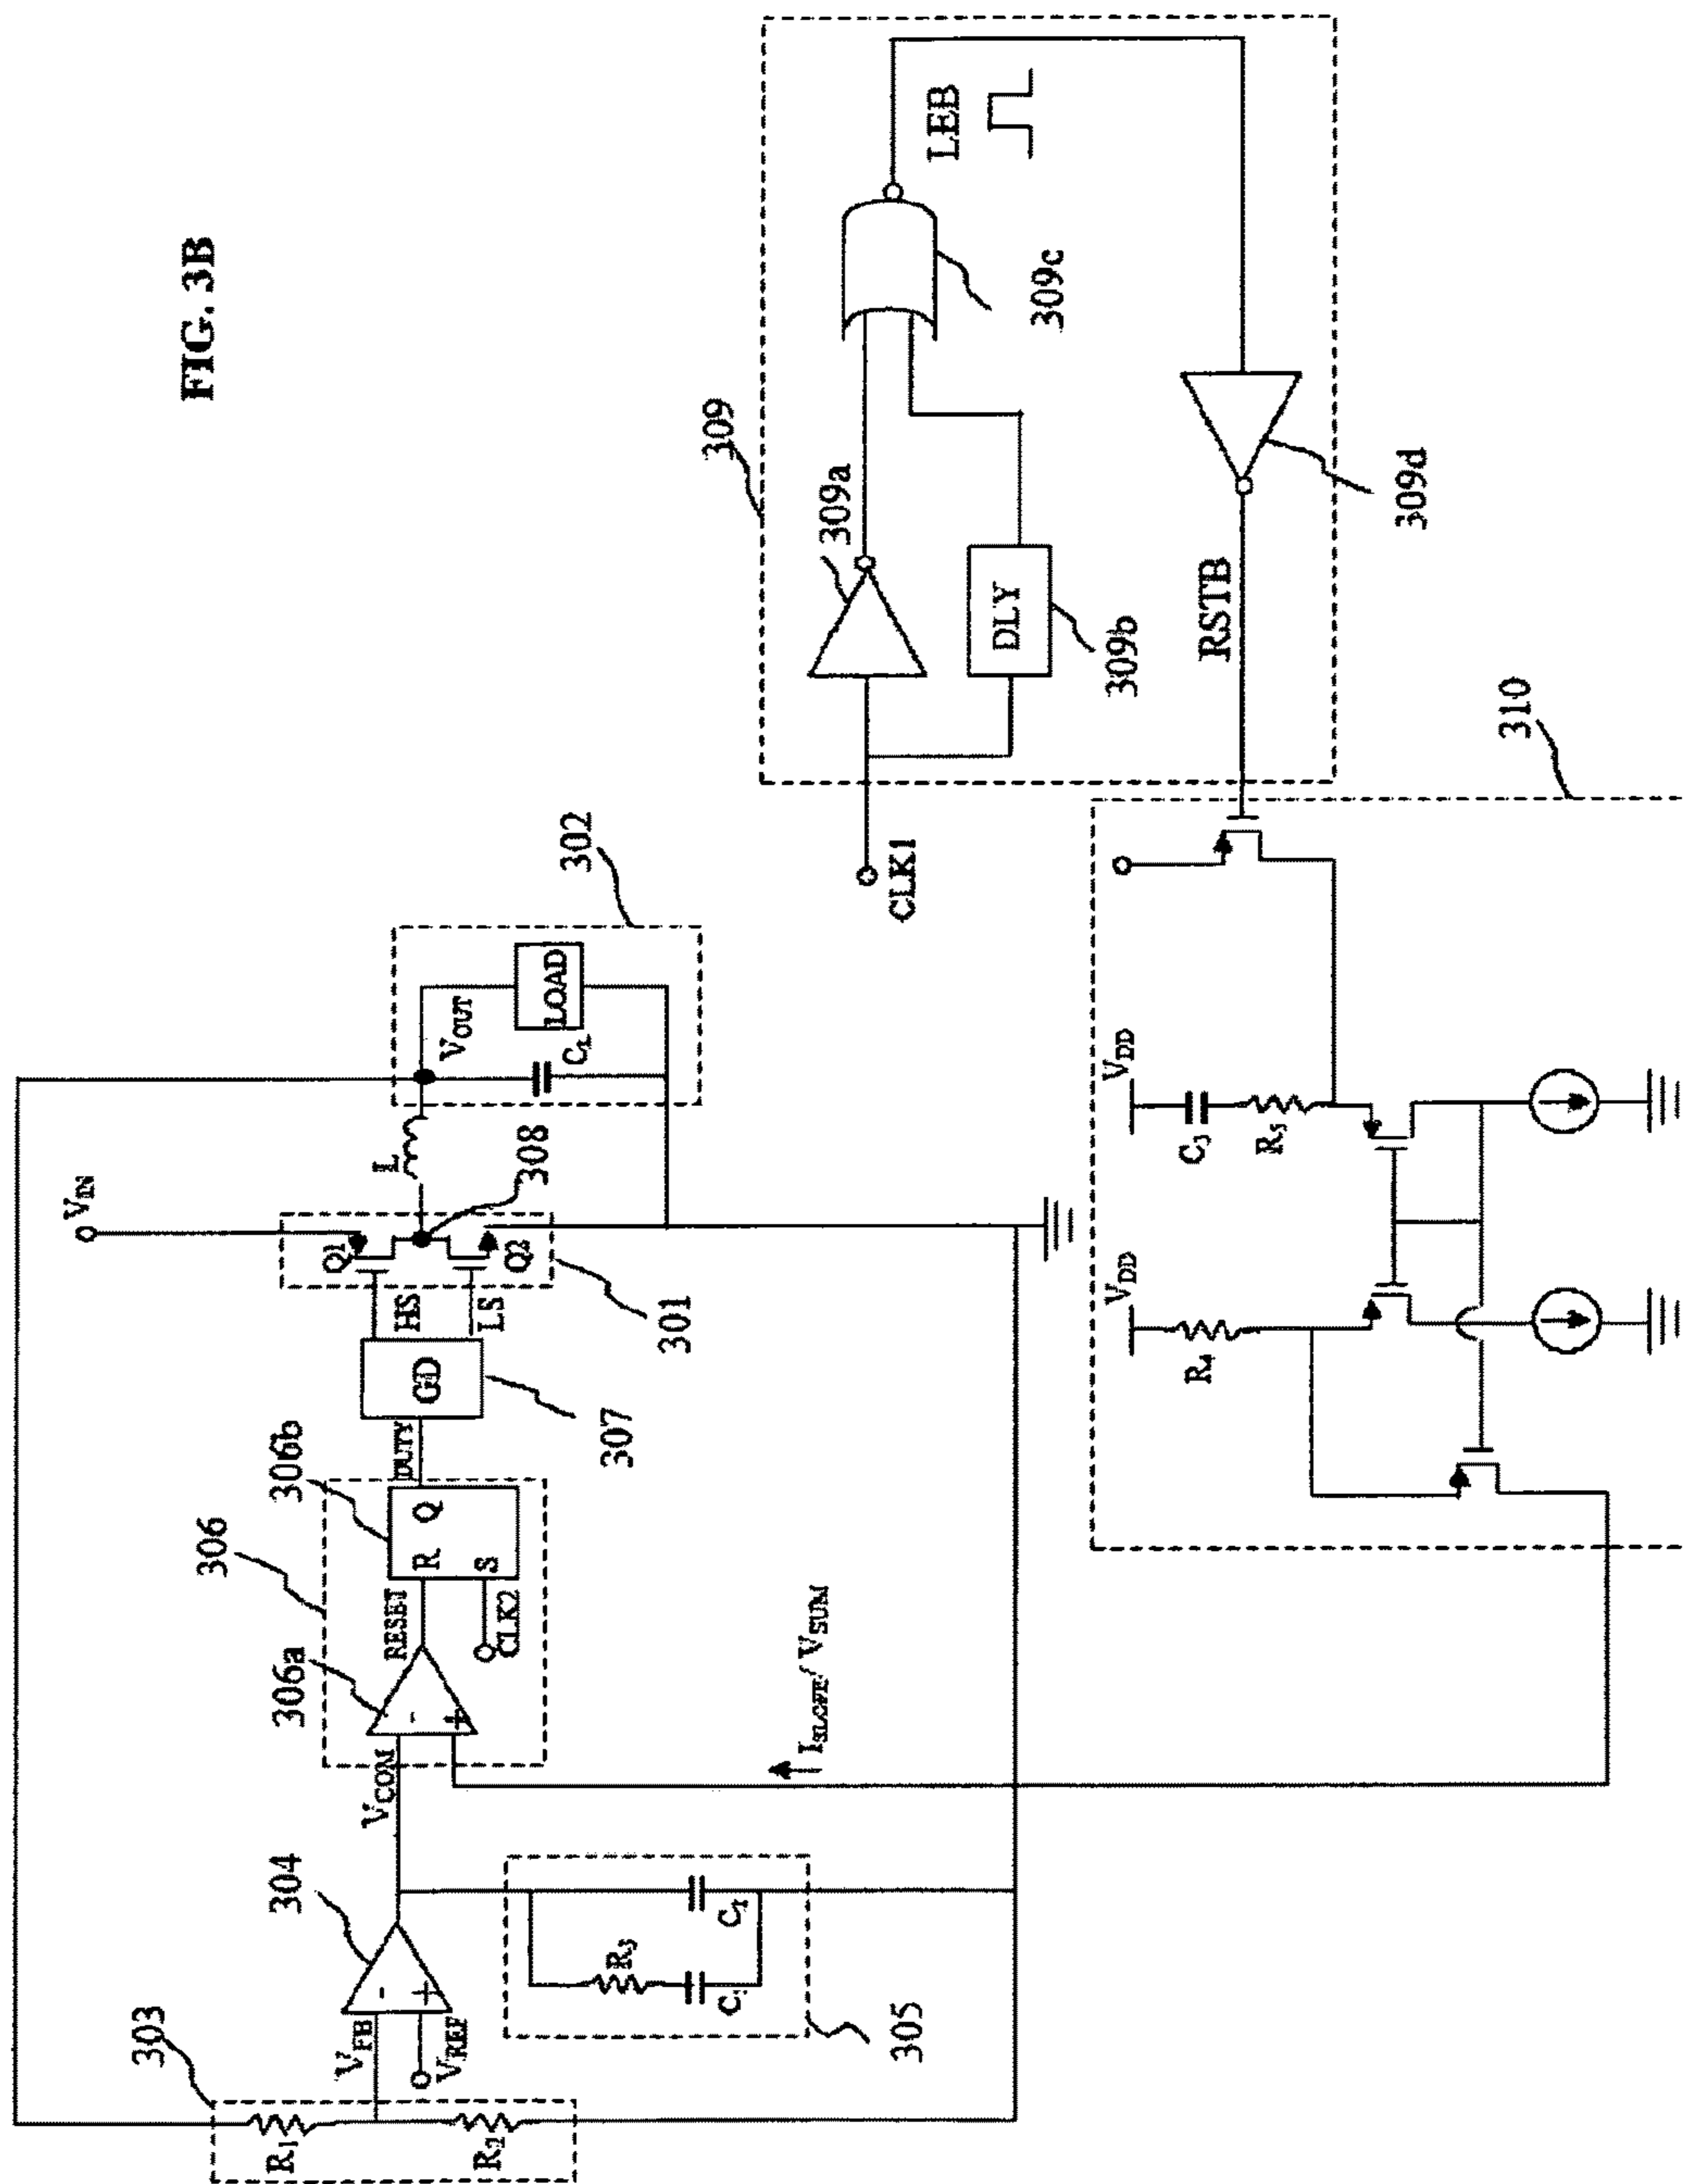 FIG. 3B
303
R1
R2
VFB
VREF
-
+
304
VCOM
305
R3
C1
C2
306
306a
-
+
RESET
CLK2
306b
R
Q
S
DUTY
GD
307
HS
LS
301
Q1
Q2
VIN
308
L
302
VOUT
CL
LOAD
ISLOPE/ VSUM
CLK1
309
309a
DLY
309b
309c
LEB
309d
RSTB
310
VDD
R4
VDD
C3
R5